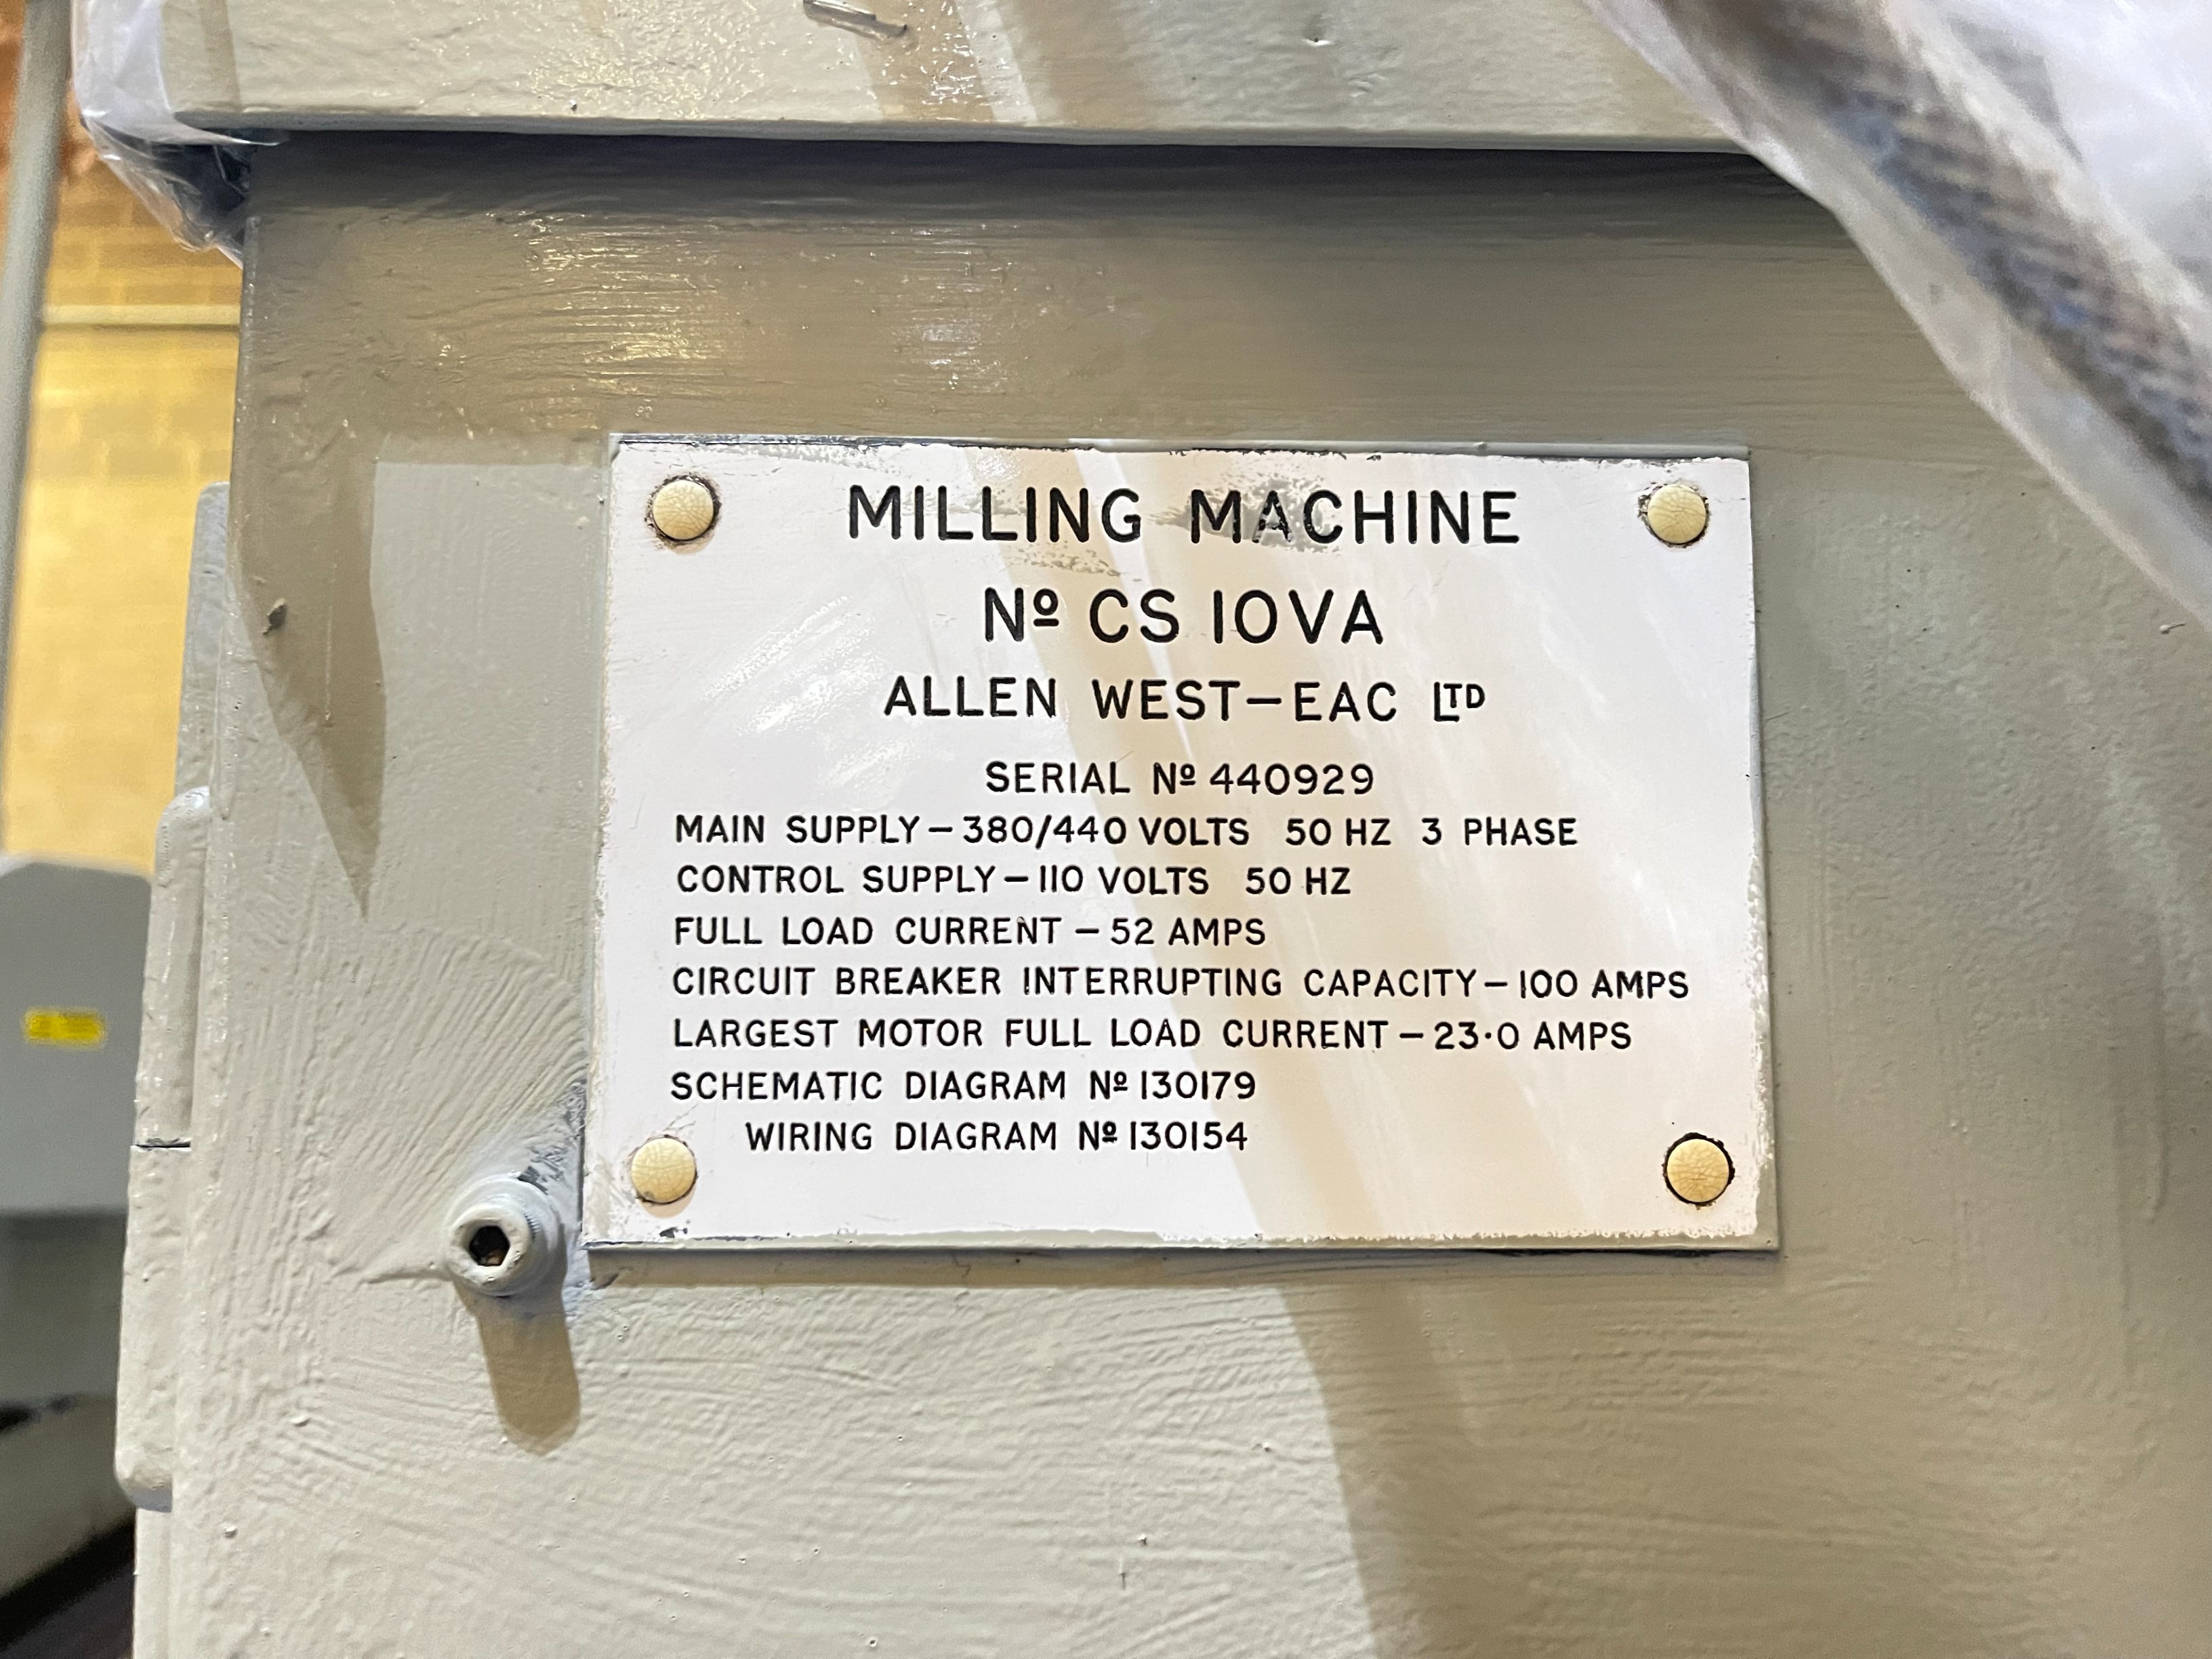 MILLING MACHINE
Nº CS 10VA
ALLEN WEST—EAC LTD
SERIAL Nº 440929
MAIN SUPPLY—380/440 VOLTS 50 HZ 3 PHASE
CONTROL SUPPLY—110 VOLTS 50 HZ
FULL LOAD CURRENT—52 AMPS
CIRCUIT BREAKER INTERRUPTING CAPACITY—100 AMPS
LARGEST MOTOR FULL LOAD CURRENT—23·0 AMPS
SCHEMATIC DIAGRAM Nº 130179
WIRING DIAGRAM Nº 130154